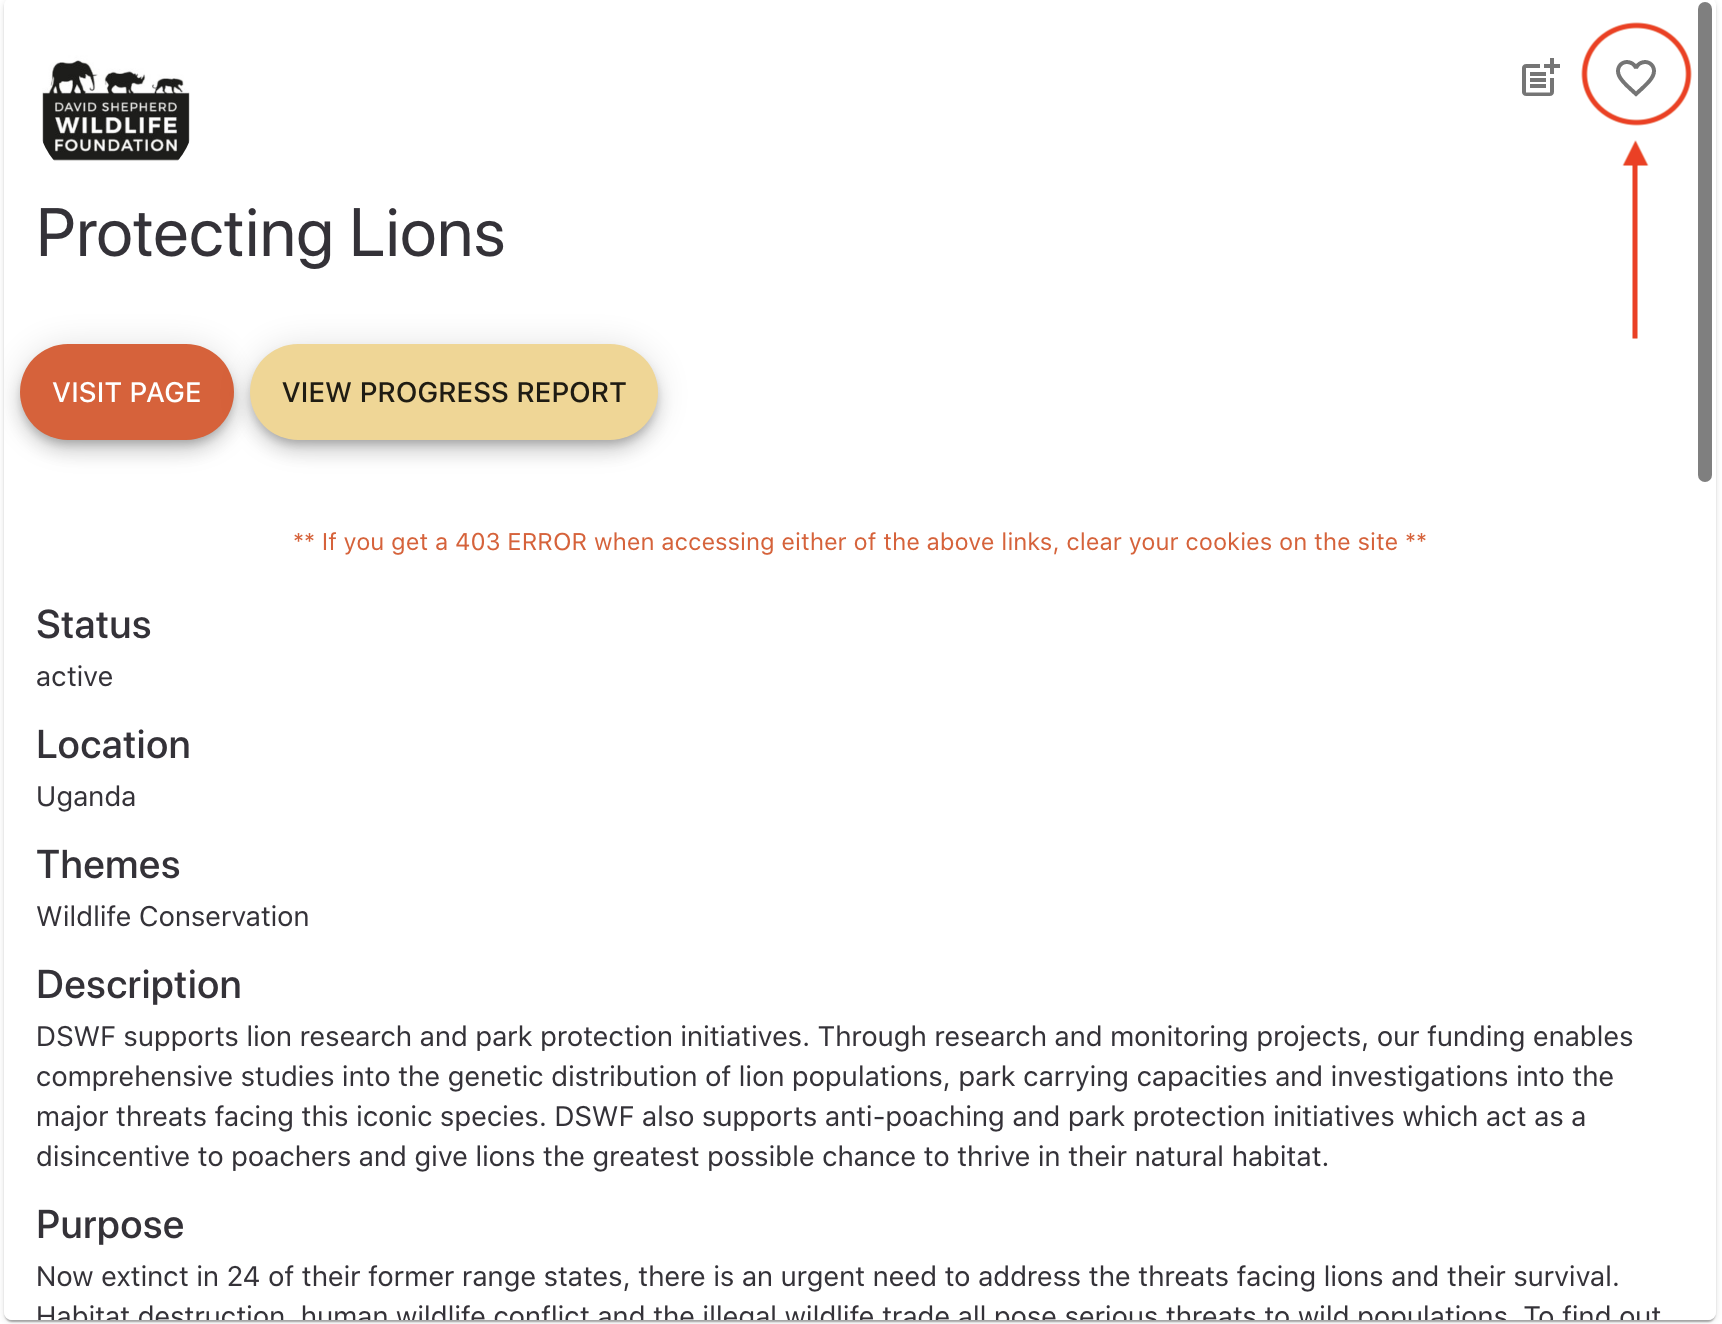 DAVID SHEPHERD
WILDLIFE
FOUNDATION
Protecting Lions
VISIT PAGE
VIEW PROGRESS REPORT
** If you get a 403 ERROR when accessing either of the above links, clear your cookies on the site **
Status
active
Location
Uganda
Themes
Wildlife Conservation
Description
DSWF supports lion research and park protection initiatives. Through research and monitoring projects, our funding enables
comprehensive studies into the genetic distribution of lion populations, park carrying capacities and investigations into the
major threats facing this iconic species. DSWF also supports anti-poaching and park protection initiatives which act as a
disincentive to poachers and give lions the greatest possible chance to thrive in their natural habitat.
Purpose
Now extinct in 24 of their former range states, there is an urgent need to address the threats facing lions and their survival.
Habitat destruction, human wildlife conflict and the illegal wildlife trade all pose serious threats to wild populations. To find out